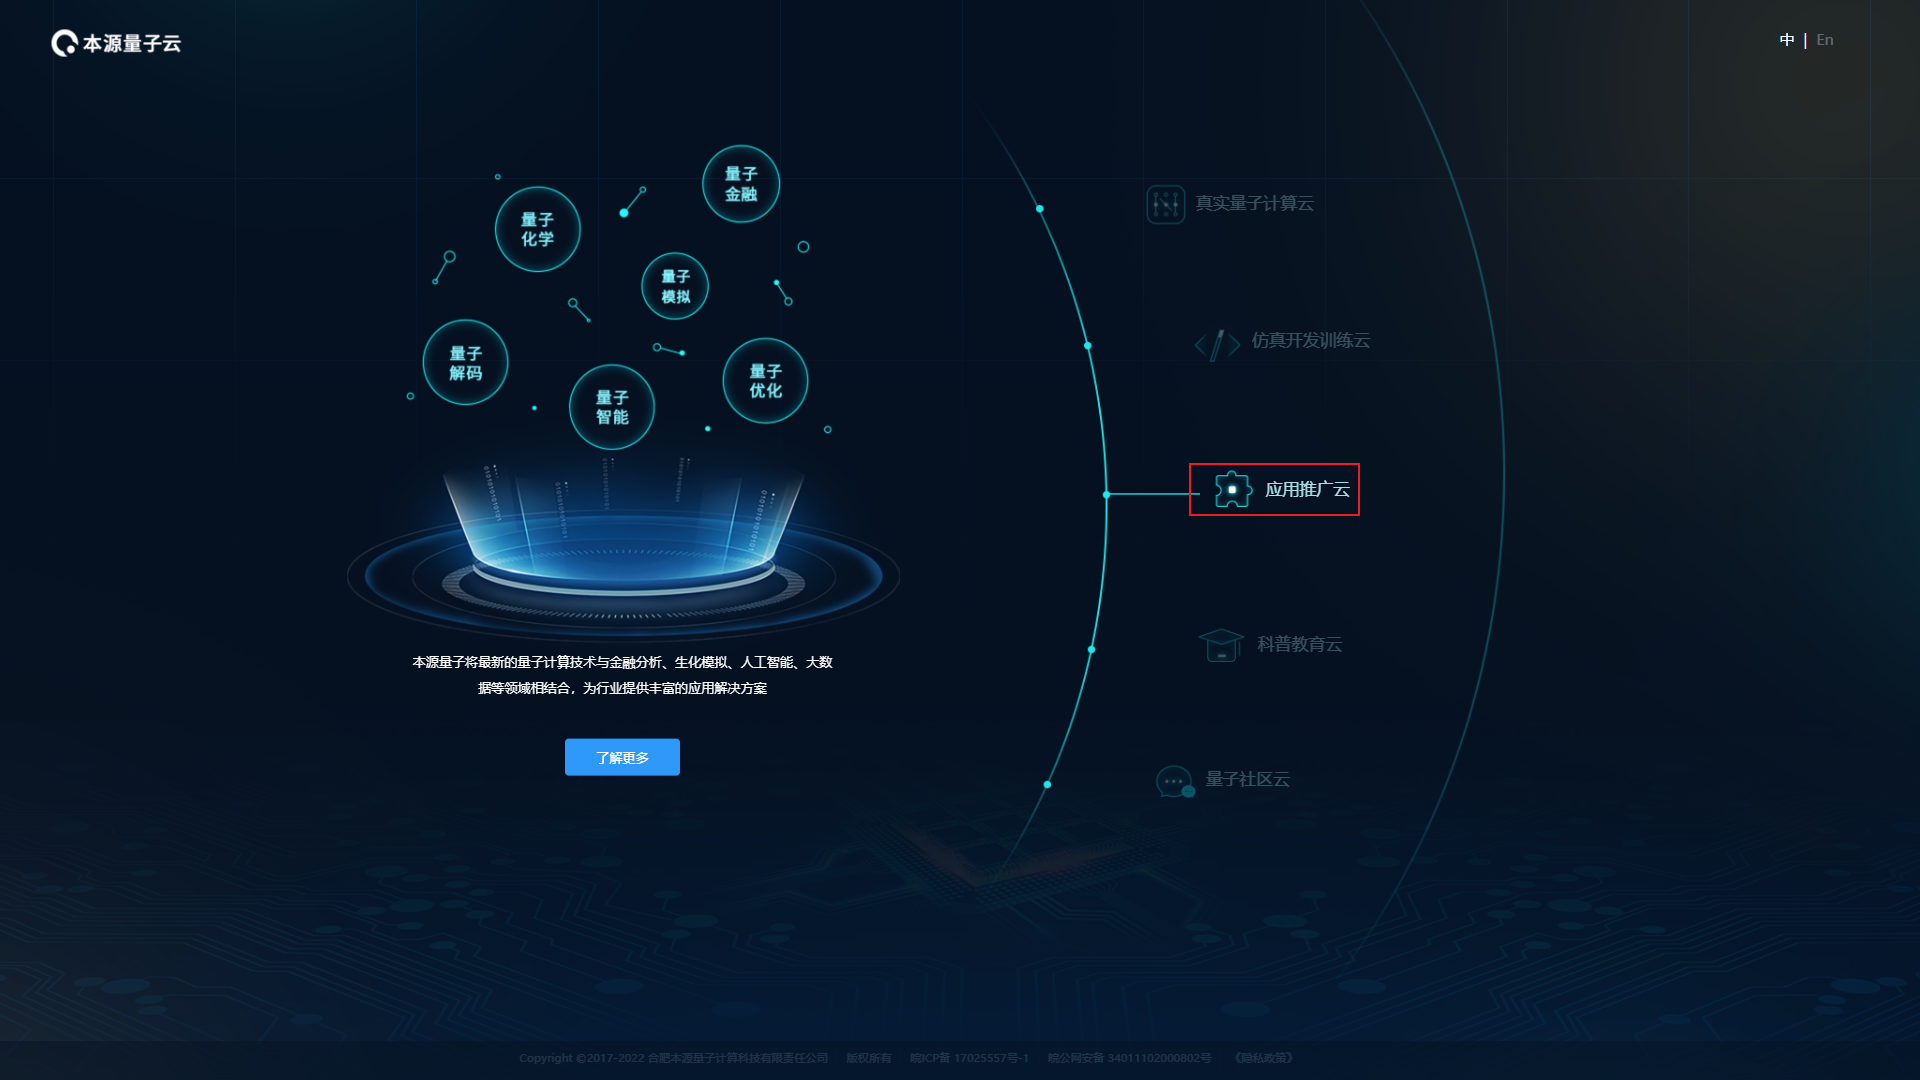 本源量子云
中 | En
量子
金融
量子
化学
量子
模拟
量子
解码
量子
优化
量子
智能
本源量子将最新的量子计算技术与金融分析、生化模拟、人工智能、大数
据等领域相结合，为行业提供丰富的应用解决方案
了解更多
真实量子计算云
仿真开发训练云
应用推广云
科普教育云
量子社区云
Copyright ©2017-2022 合肥本源量子计算科技有限责任公司 版权所有 皖ICP备 17025557号-1 皖公网安备 34011102000802号 《隐私政策》